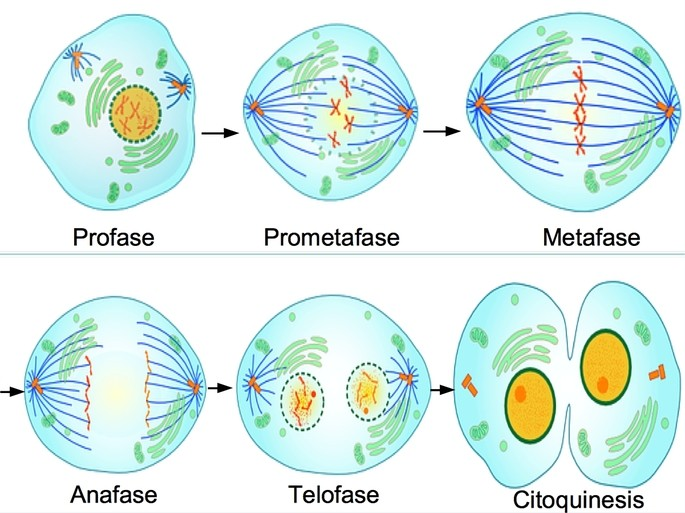 Profase
Prometafase
Metafase
Anafase
Telofase
Citoquinesis